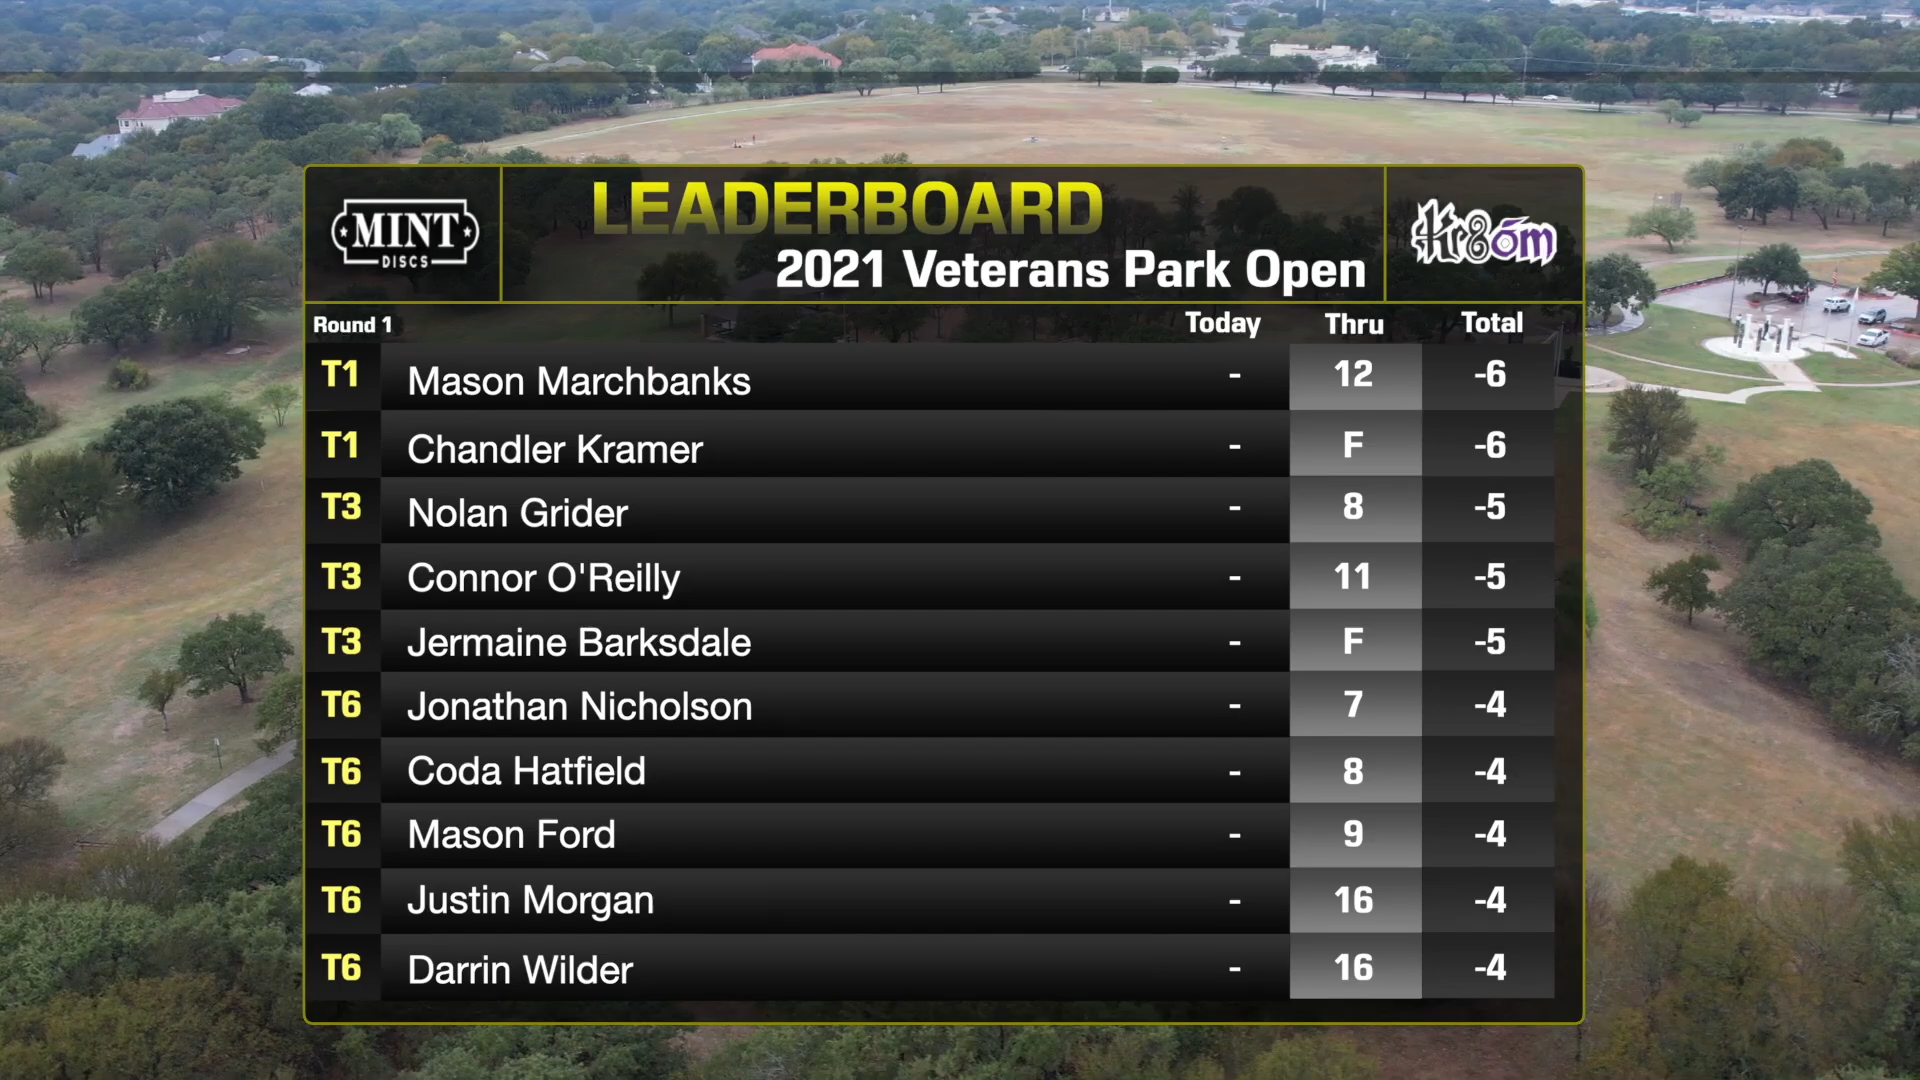 MINT
DISCS
LEADERBOARD
2021 Veterans Park Open
Kr8ōm
Round 1 Today Thru Total
T1 Mason Marchbanks - 12 -6
T1 Chandler Kramer - F -6
T3 Nolan Grider - 8 -5
T3 Connor O'Reilly - 11 -5
T3 Jermaine Barksdale - F -5
T6 Jonathan Nicholson - 7 -4
T6 Coda Hatfield - 8 -4
T6 Mason Ford - 9 -4
T6 Justin Morgan - 16 -4
T6 Darrin Wilder - 16 -4